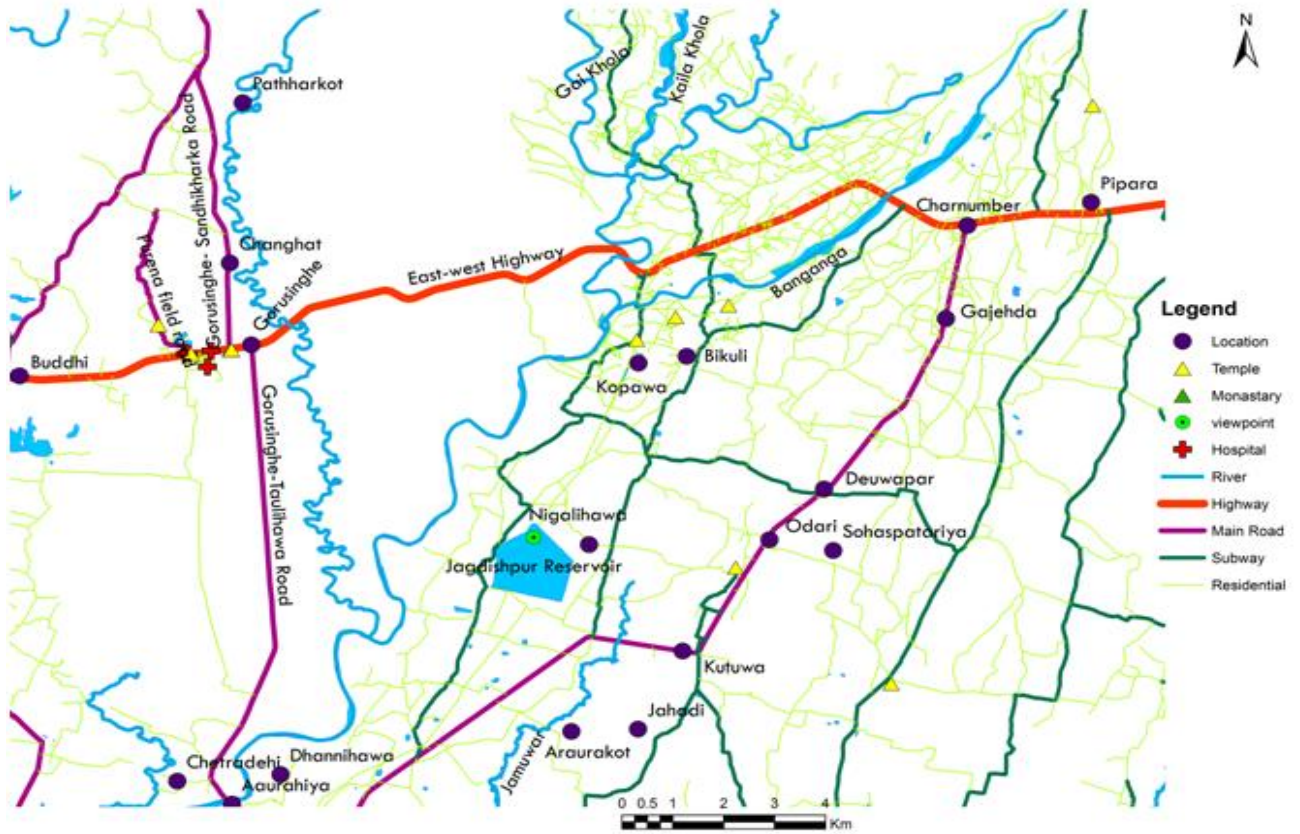 N
Pathharkot
Gai Khola
Kaila Khola
Gorusinghe- Sandhikharka Road
Pipara
Charnumber
Changhat
Purena field road
Gorusinghe
East-west Highway
Banganga
Legend
Location
Temple
Monastary
viewpoint
Hospital
River
Highway
Main Road
Subway
Residential
Gajehda
Buddhi
Bikuli
Kopawa
Gorusinghe-Taulihawa Road
Deuwapar
Nigalihawa
Odari
Sohaspatariya
Jagdishpur Reservoir
Kutuwa
Jahadi
Araurakot
Jamuwar
Chetradehi
Dhannihawa
Aaurahiya
0 0.5 1 2 3 4
Km